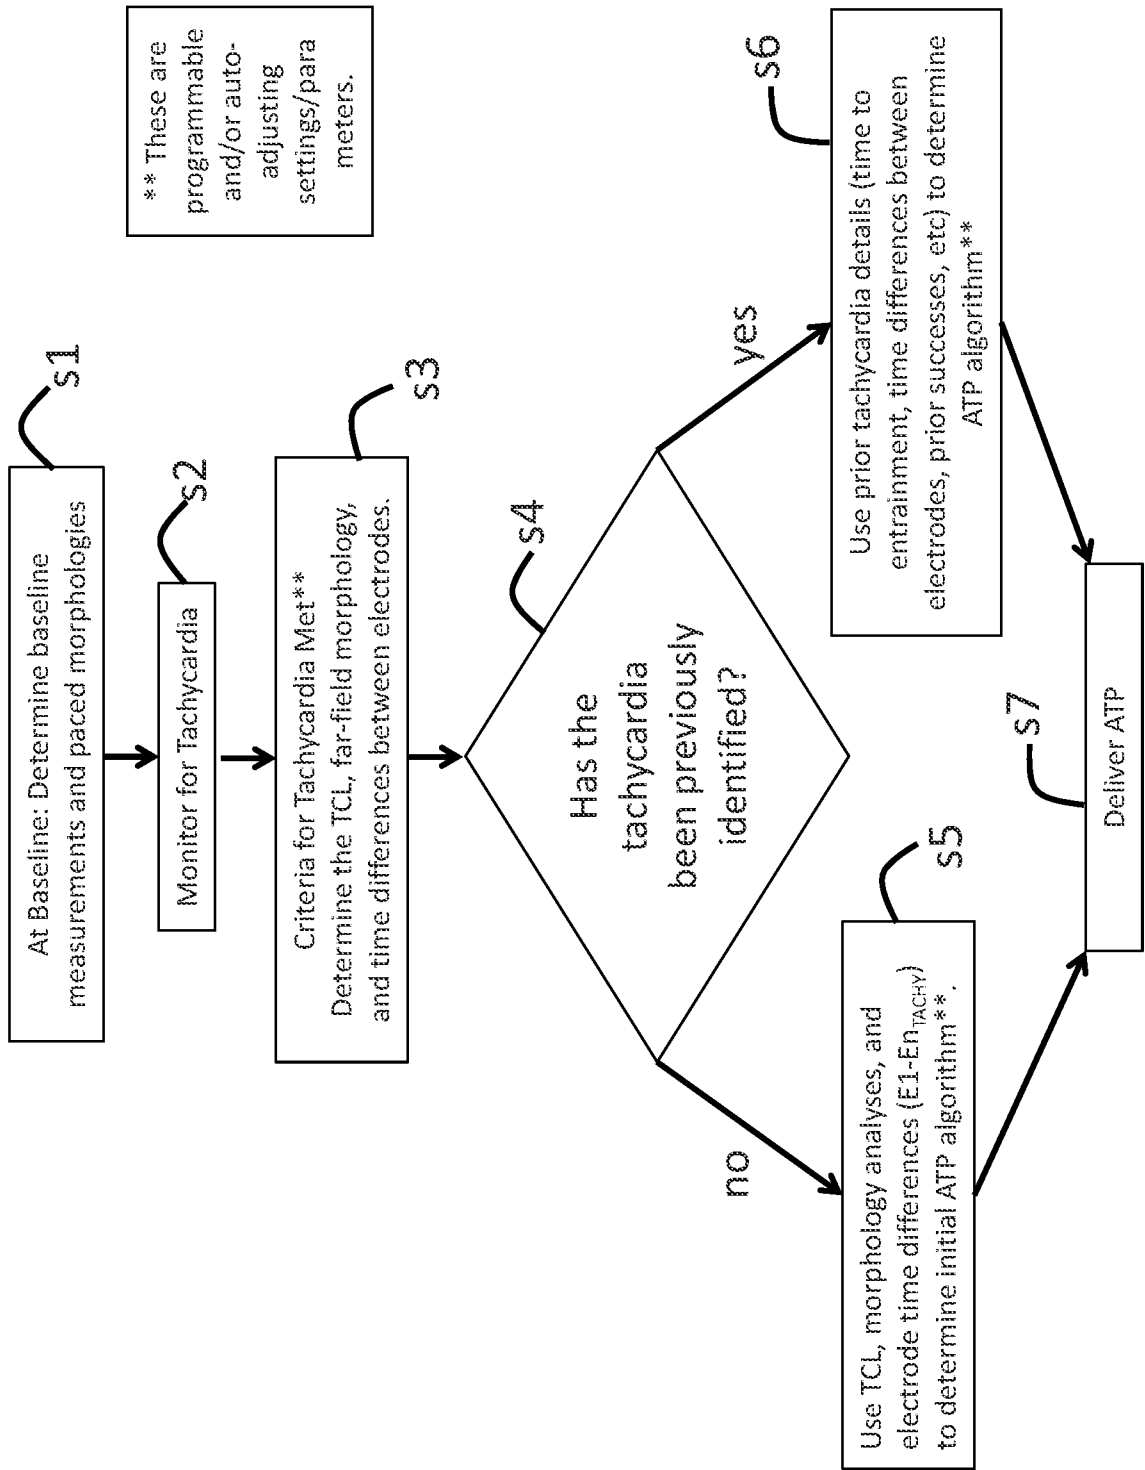 At Baseline: Determine baseline
measurements and paced morphologies
s1
Monitor for Tachycardia
s2
Criteria for Tachycardia Met**
Determine the TCL, far-field morphology,
and time differences between electrodes.
s3
** These are
programmable
and/or auto-
adjusting
settings/para
meters.
Has the
tachycardia
been previously
identified?
s4
no
yes
Use TCL, morphology analyses, and
electrode time differences (E1-EnTACHY)
to determine initial ATP algorithm**.
s5
Use prior tachycardia details (time to
entrainment, time differences between
electrodes, prior successes, etc) to determine
ATP algorithm**
s6
Deliver ATP
s7